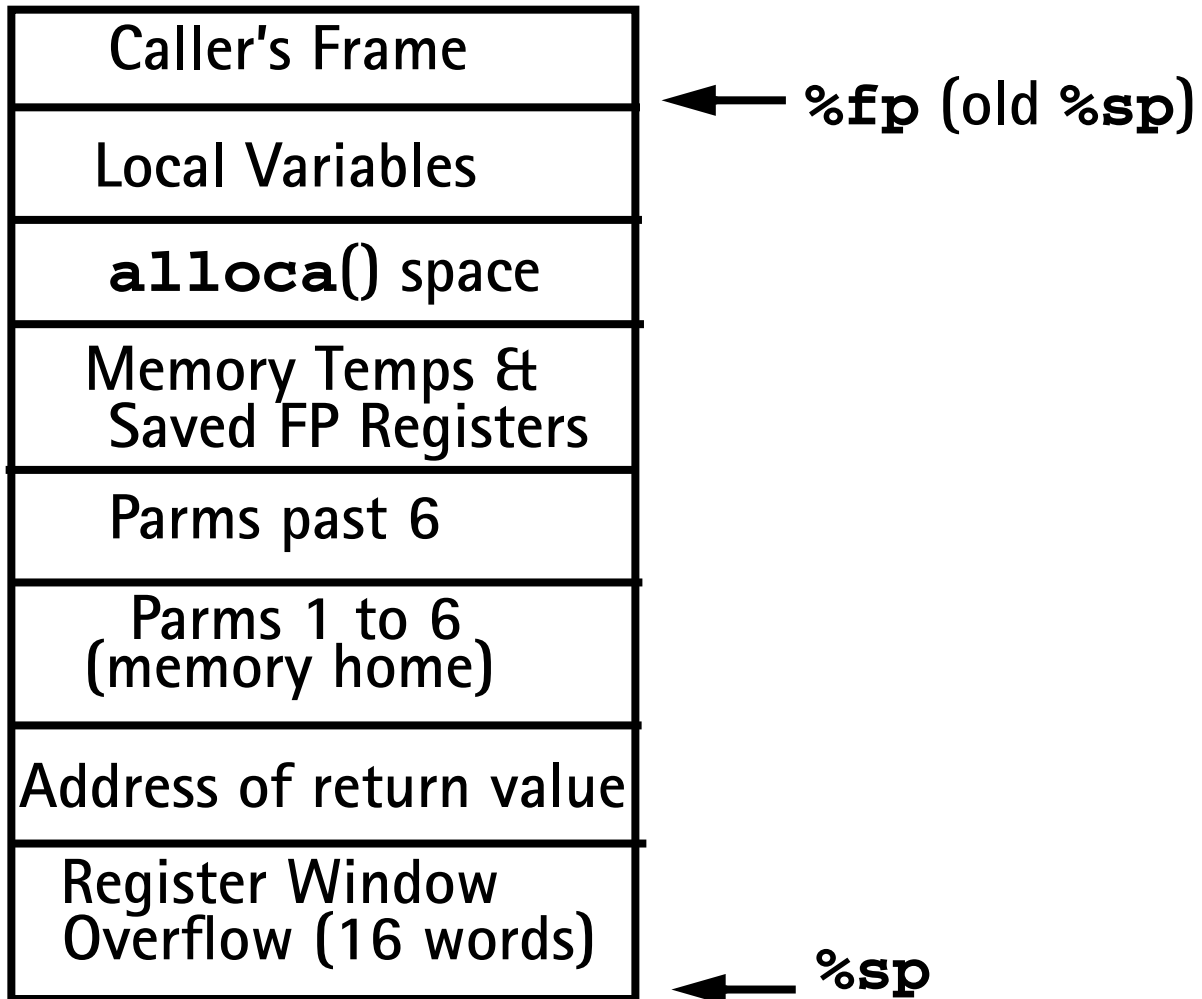 Caller's Frame
%fp (old %sp)
Local Variables
alloca() space
Memory Temps &
Saved FP Registers
Parms past 6
Parms 1 to 6
(memory home)
Address of return value
Register Window
Overflow (16 words)
%sp